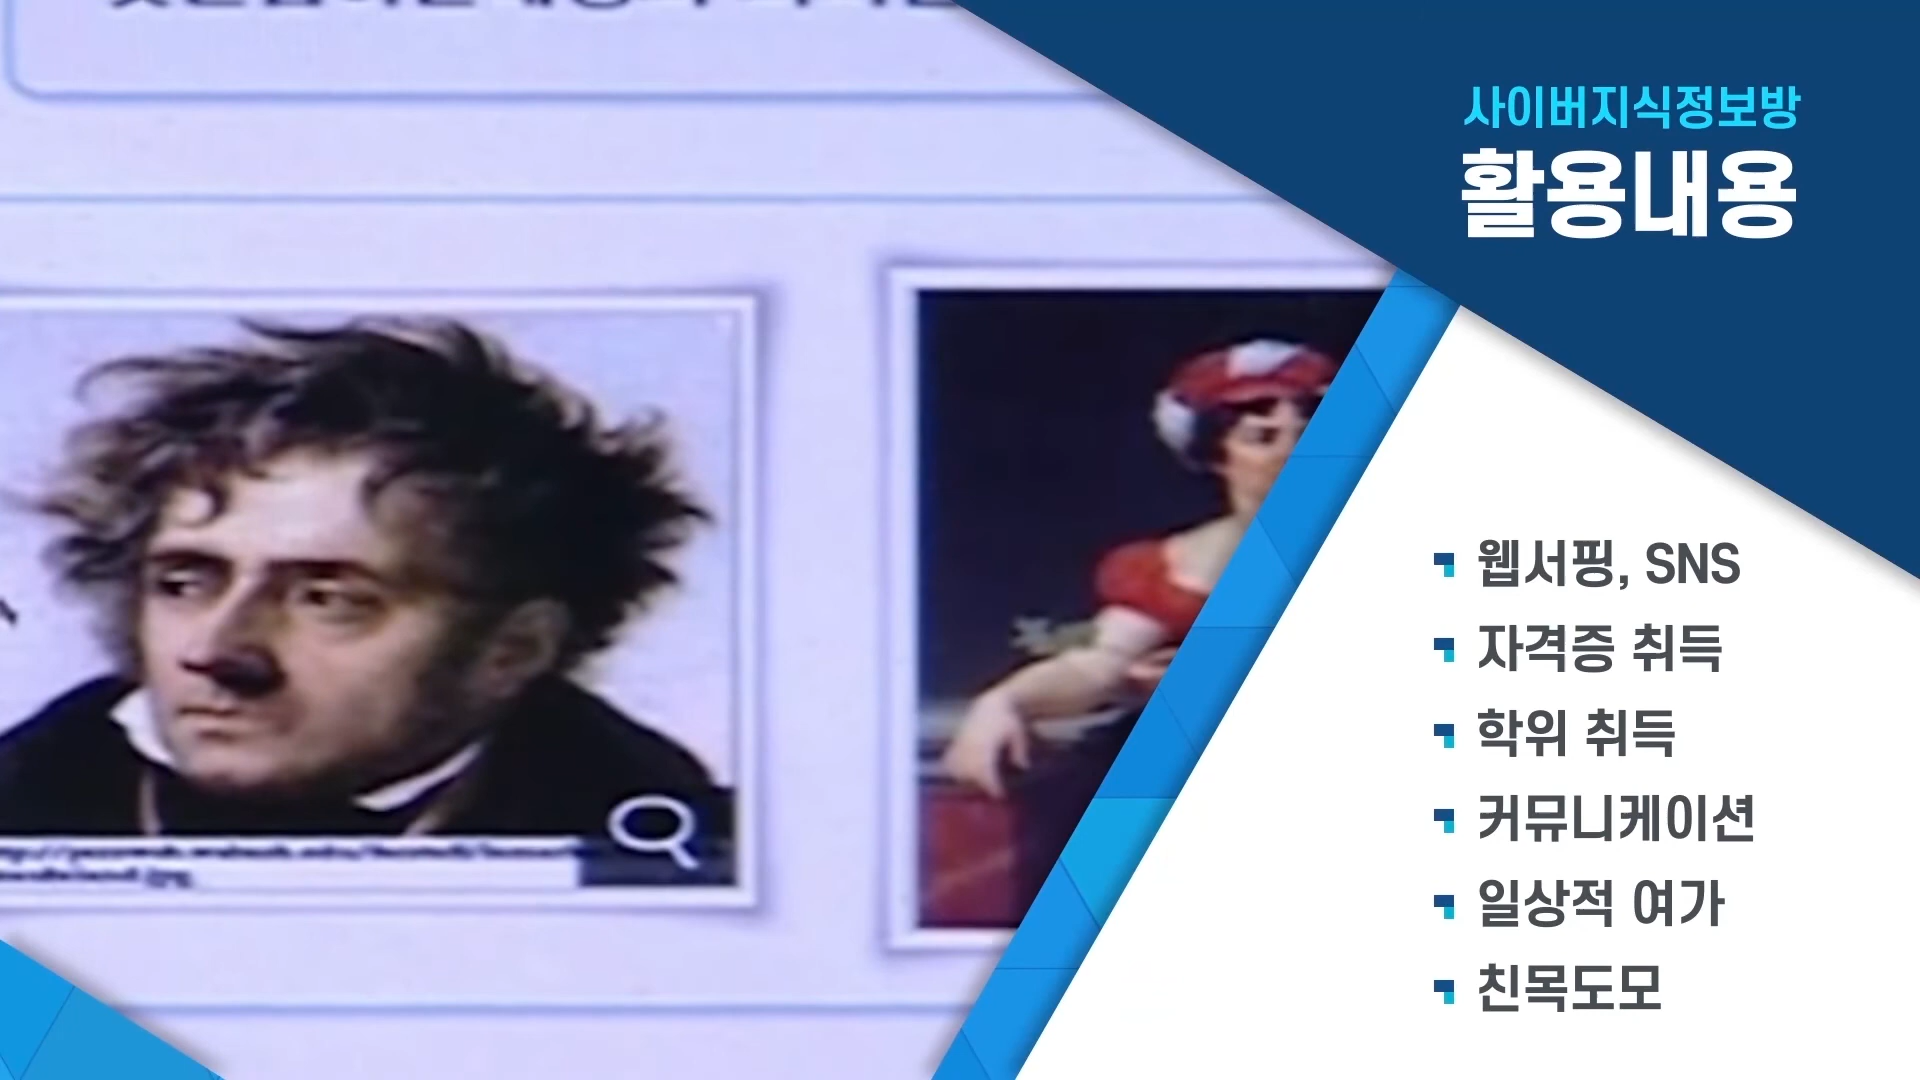 사이버지식정보방
활용내용
웹서핑, SNS
자격증 취득
학위 취득
커뮤니케이션
일상적 여가
친목도모